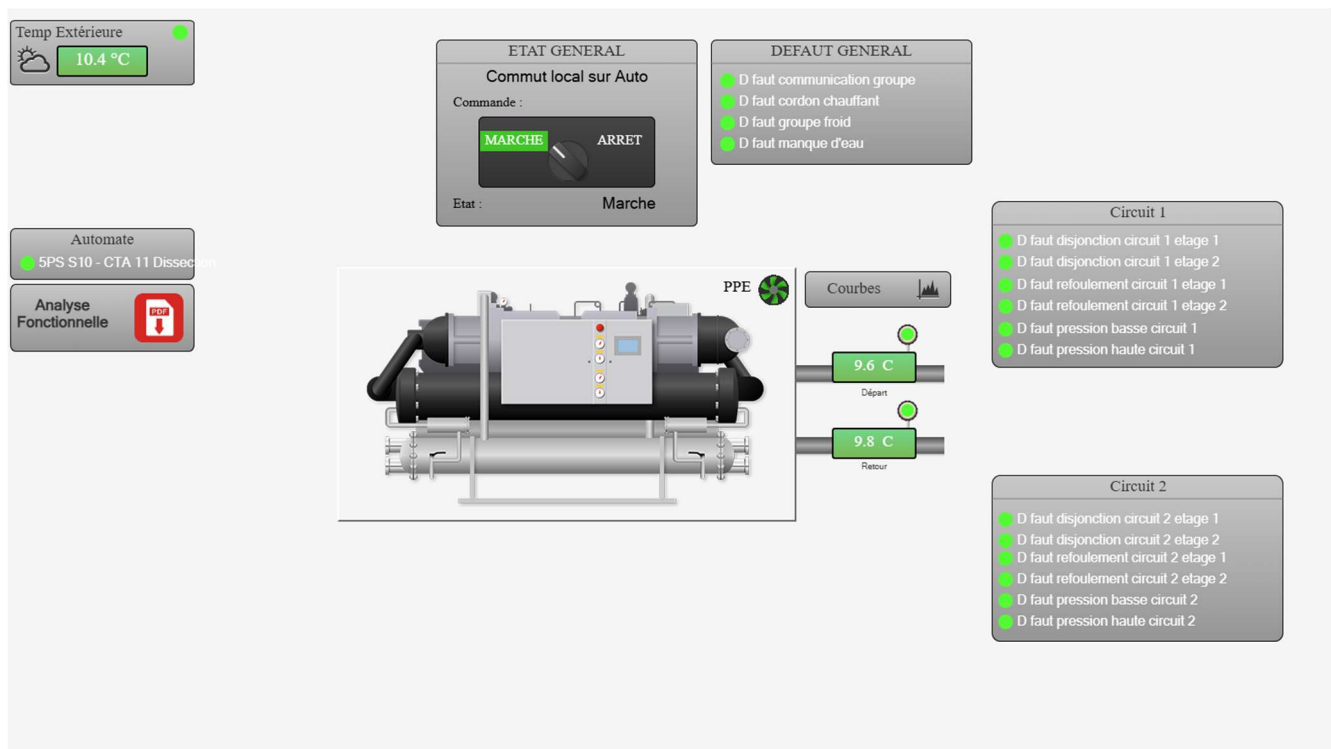 Temp Extérieure
10.4 °C
ETAT GENERAL
Commut local sur Auto
Commande :
MARCHE
ARRET
Etat :
Marche
DEFAUT GENERAL
D faut communication groupe
D faut cordon chauffant
D faut groupe froid
D faut manque d'eau
Automate
5PS S10 - CTA 11 Dissection
Analyse
Fonctionnelle
PDF
PPE
Courbes
9.6 C
Départ
9.8 C
Retour
Circuit 1
D faut disjonction circuit 1 etage 1
D faut disjonction circuit 1 etage 2
D faut refoulement circuit 1 etage 1
D faut refoulement circuit 1 etage 2
D faut pression basse circuit 1
D faut pression haute circuit 1
Circuit 2
D faut disjonction circuit 2 etage 1
D faut disjonction circuit 2 etage 2
D faut refoulement circuit 2 etage 1
D faut refoulement circuit 2 etage 2
D faut pression basse circuit 2
D faut pression haute circuit 2